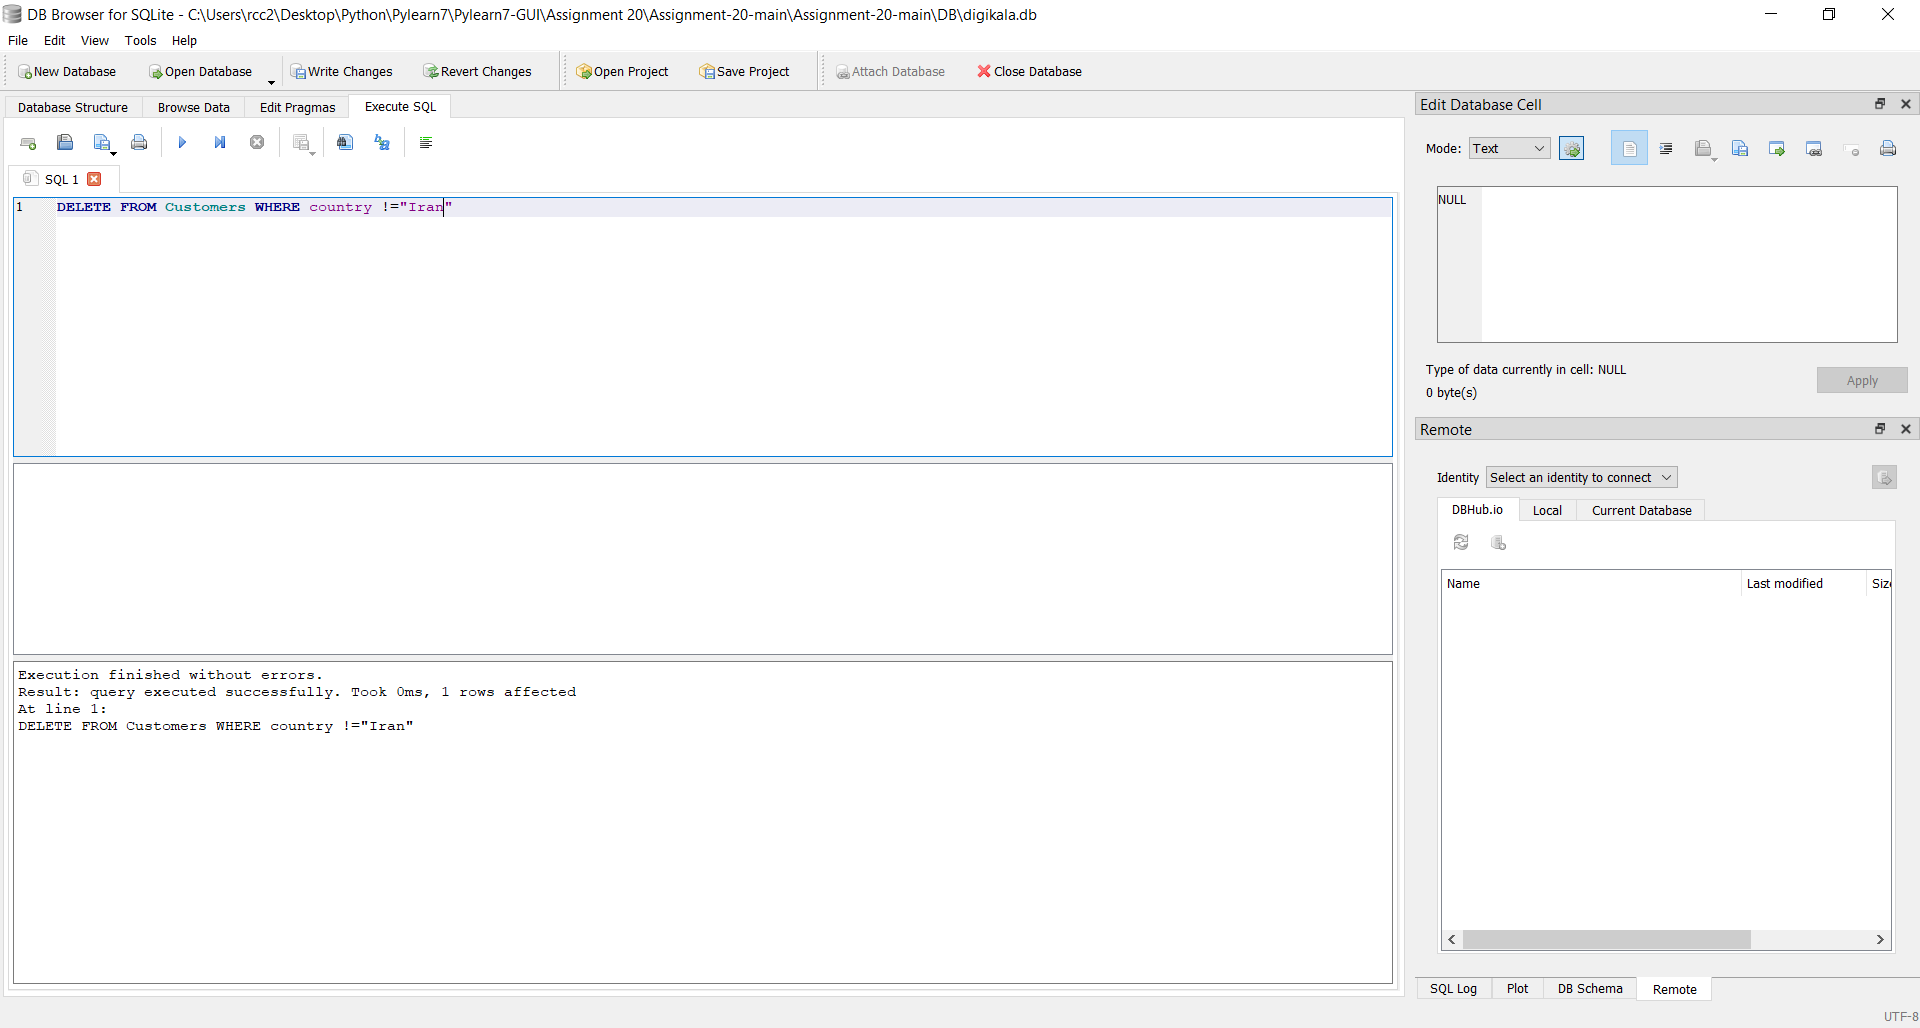 DB Browser for SQLite - C:\Users\rcc2\Desktop\Python\Pylearn7\Pylearn7-GUI\Assignment 20\Assignment-20-main\Assignment-20-main\DB\digikala.db
File Edit View Tools Help
New Database Open Database Write Changes Revert Changes Open Project Save Project Attach Database Close Database
Database Structure Browse Data Edit Pragmas Execute SQL
SQL 1
1 DELETE FROM Customers WHERE country !="Iran"
Execution finished without errors.
Result: query executed successfully. Took 0ms, 1 rows affected
At line 1:
DELETE FROM Customers WHERE country !="Iran"
Edit Database Cell
Mode: Text
NULL
Type of data currently in cell: NULL
0 byte(s)
Apply
Remote
Identity Select an identity to connect
DBHub.io Local Current Database
Name Last modified Siz
SQL Log Plot DB Schema Remote
UTF-8